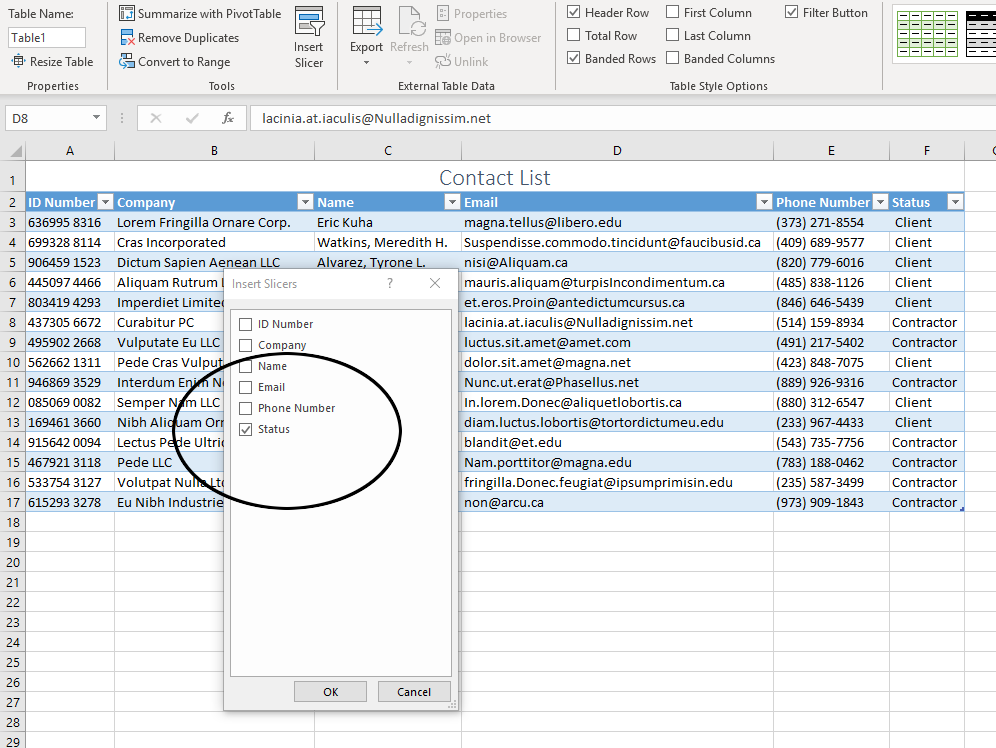 Table Name:
Table1
Resize Table
Properties
Summarize with PivotTable
Remove Duplicates
Convert to Range
Tools
Insert
Slicer
Export
Refresh
Properties
Open in Browser
Unlink
External Table Data
Header Row
Total Row
Banded Rows
First Column
Last Column
Banded Columns
Filter Button
Table Style Options
D8
fx
lacinia.at.iaculis@Nulladignissim.net
A B C D E F
1 Contact List
2 ID Number Company Name Email Phone Number Status
3 636995 8316 Lorem Fringilla Ornare Corp. Eric Kuha magna.tellus@libero.edu (373) 271-8554 Client
4 699328 8114 Cras Incorporated Watkins, Meredith H. Suspendisse.commodo.tincidunt@faucibusid.ca (409) 689-9577 Client
5 906459 1523 Dictum Sapien Aenean LLC Alvarez, Tyrone L. nisi@Aliquam.ca (820) 779-6016 Client
6 445097 4466 Aliquam Rutrum mauris.aliquam@turpisIncondimentum.ca (485) 838-1126 Client
7 803419 4293 Imperdiet Limite et.eros.Proin@antedictumcursus.ca (846) 646-5439 Client
8 437305 6672 Curabitur PC lacinia.at.iaculis@Nulladignissim.net (514) 159-8934 Contractor
9 495902 2668 Vulputate Eu LLC luctus.sit.amet@amet.com (491) 217-5402 Contractor
10 562662 1311 Pede Cras Vulput dolor.sit.amet@magna.net (423) 848-7075 Client
11 946869 3529 Interdum Enim N Nunc.ut.erat@Phasellus.net (889) 926-9316 Contractor
12 085069 0082 Semper Nam LLC In.lorem.Donec@aliquetlobortis.ca (880) 312-6547 Client
13 169461 3660 Nibh Aliquam Orn diam.luctus.lobortis@tortordictumeu.edu (233) 967-4433 Client
14 915642 0094 Lectus Pede Ultric blandit@et.edu (543) 735-7756 Contractor
15 467921 3118 Pede LLC Nam.porttitor@magna.edu (783) 188-0462 Contractor
16 533754 3127 Volutpat Nulla Lt fringilla.Donec.feugiat@ipsumprimisin.edu (235) 587-3499 Contractor
17 615293 3278 Eu Nibh Industrie non@arcu.ca (973) 909-1843 Contractor
18
19
20
21
22
23
24
25
26
27
28
29
Insert Slicers ?
ID Number
Company
Name
Email
Phone Number
Status
OK Cancel